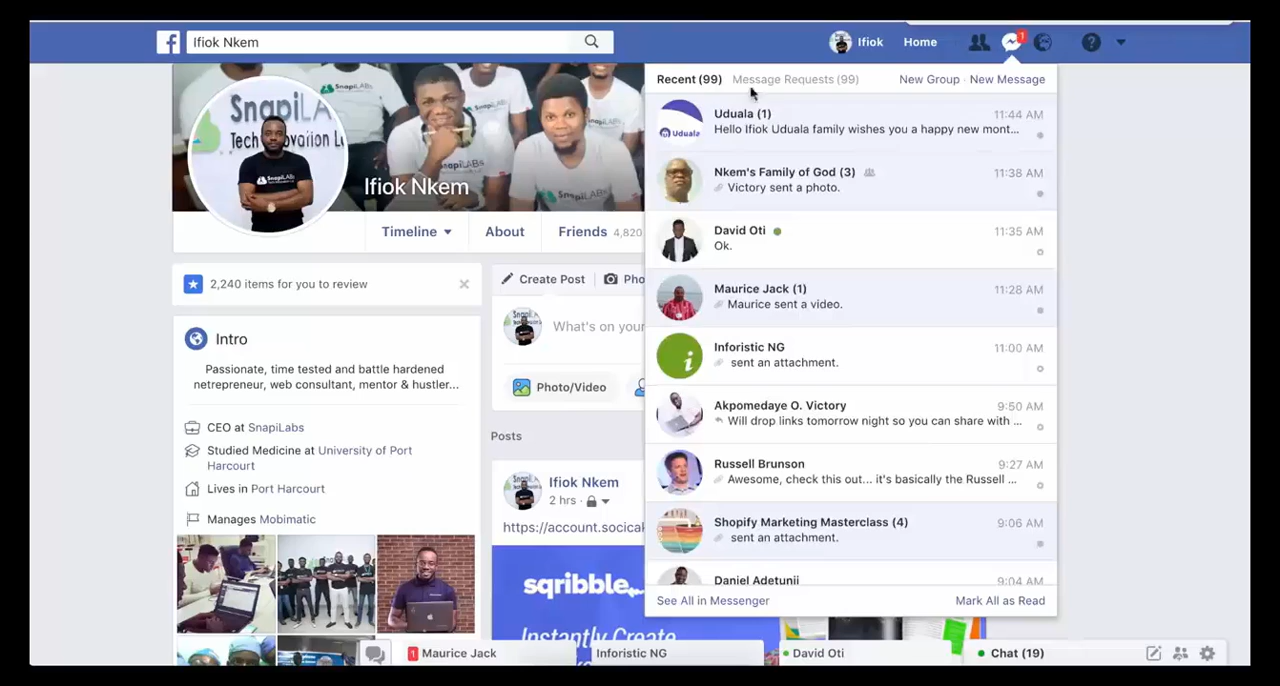 Ifiok Nkem
Ifiok
Home
1
Recent (99)
Message Requests (99)
New Group · New Message
Uduala (1)
11:44 AM
Hello Ifiok Uduala family wishes you a happy new mont...
Uduala
Nkem's Family of God (3)
11:38 AM
Victory sent a photo.
David Oti
11:35 AM
Ok.
Maurice Jack (1)
11:28 AM
Maurice sent a video.
Inforistic NG
11:00 AM
sent an attachment.
Akpomedaye O. Victory
9:50 AM
Will drop links tomorrow night so you can share with ...
Russell Brunson
9:27 AM
Awesome, check this out... it's basically the Russell ...
Shopify Marketing Masterclass (4)
9:06 AM
sent an attachment.
Daniel Adetunji
9:04 AM
See All in Messenger
Mark All as Read
SnapiLABs
Ifiok Nkem
Timeline
About
Friends 4,820
2,240 items for you to review
Intro
Passionate, time tested and battle hardened
netrepreneur, web consultant, mentor & hustler...
CEO at SnapiLABs
Studied Medicine at University of Port
Harcourt
Lives in Port Harcourt
Manages Mobimatic
Create Post
Pho
What's on your
Photo/Video
Posts
Ifiok Nkem
2 hrs ·
https://account.socical
sqribble
Instantly Create
1 Maurice Jack
Inforistic NG
David Oti
Chat (19)